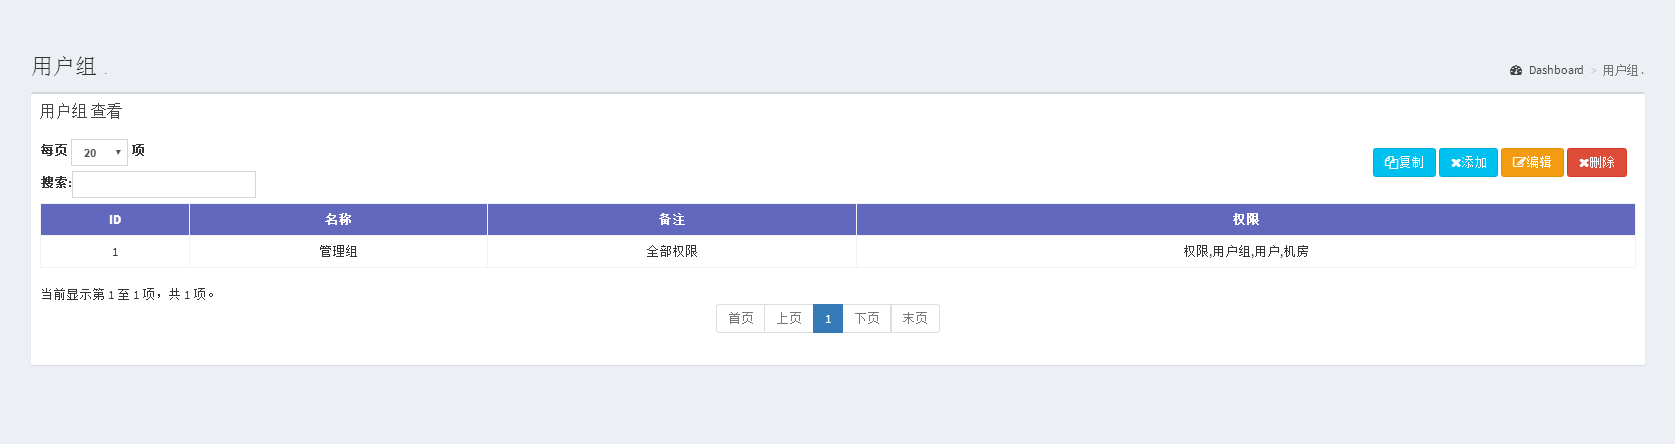 用户组 .
Dashboard > 用户组 .
用户组 查看
每页 20 项
复制 添加 编辑 删除
搜索:
ID 名称 备注 权限
1 管理组 全部权限 权限,用户组,用户,机房
当前显示第 1 至 1 项，共 1 项。
首页 上页 1 下页 末页